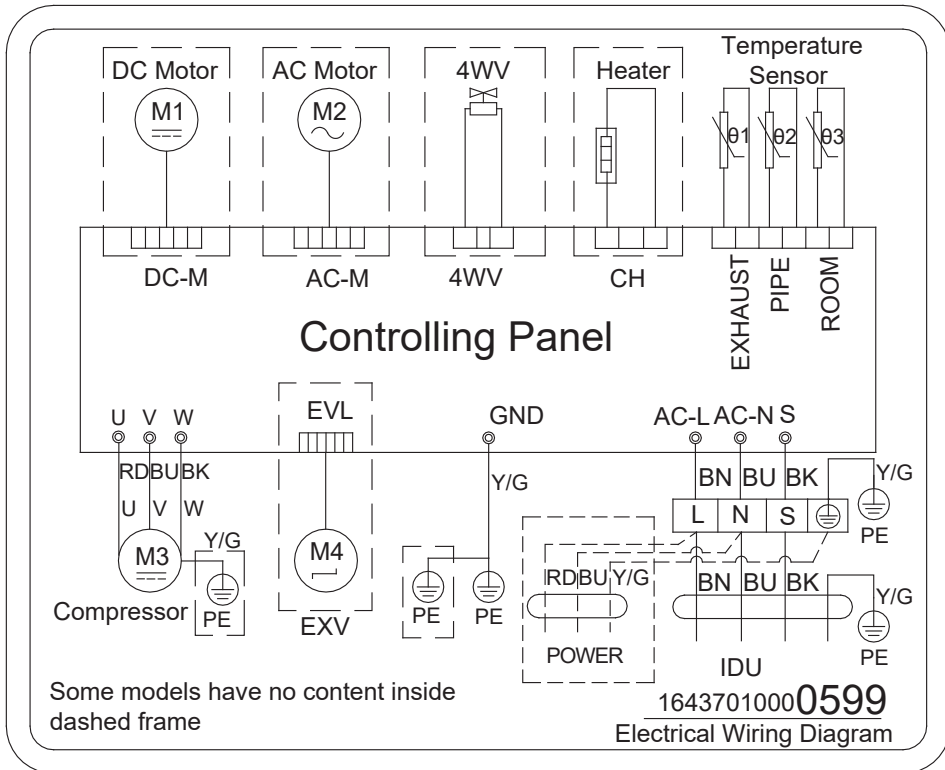 DC Motor AC Motor 4WV Heater Temperature
Sensor
M1 M2 θ1 θ2 θ3
DC-M AC-M 4WV CH EXHAUST PIPE ROOM
Controlling Panel
U V W EVL GND AC-L AC-N S
RD BU BK Y/G BN BU BK Y/G
U V W L N S
M3 Y/G M4 PE
RD BU Y/G BN BU BK
Compressor PE PE PE Y/G
EXV POWER IDU PE
Some models have no content inside
dashed frame
16437010000599
Electrical Wiring Diagram